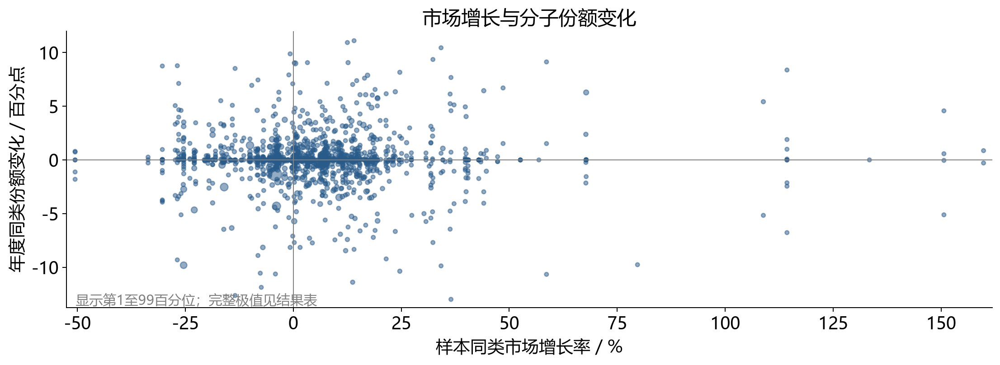 市场增长与分子份额变化
年度同类份额变化 / 百分点
10
5
0
-5
-10
显示第1至99百分位；完整极值见结果表
-50 -25 0 25 50 75 100 125 150
样本同类市场增长率 / %